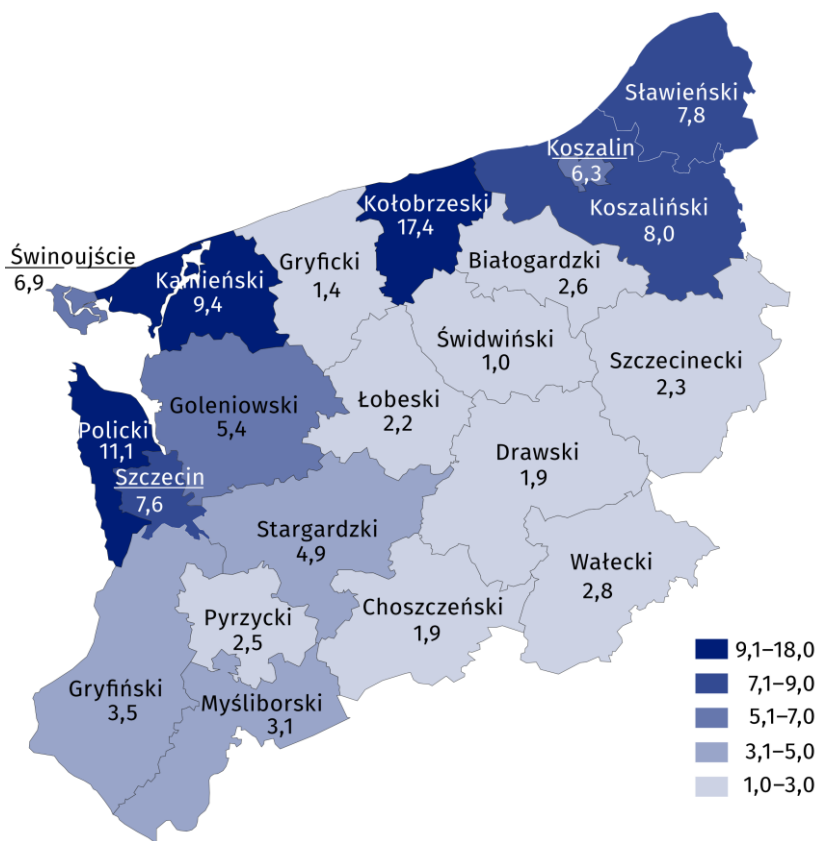 Sławieński
7,8
Koszalin
6,3
Kołobrzeski
17,4
Koszaliński
8,0
Świnoujście
6,9
Kamieński
9,4
Gryficki
1,4
Białogardzki
2,6
Świdwiński
1,0
Szczecinecki
2,3
Goleniowski
5,4
Łobeski
2,2
Policki
11,1
Szczecin
7,6
Drawski
1,9
Stargardzki
4,9
Wałecki
2,8
Choszczeński
1,9
Pyrzycki
2,5
Gryfiński
3,5
Myśliborski
3,1
9,1–18,0
7,1–9,0
5,1–7,0
3,1–5,0
1,0–3,0